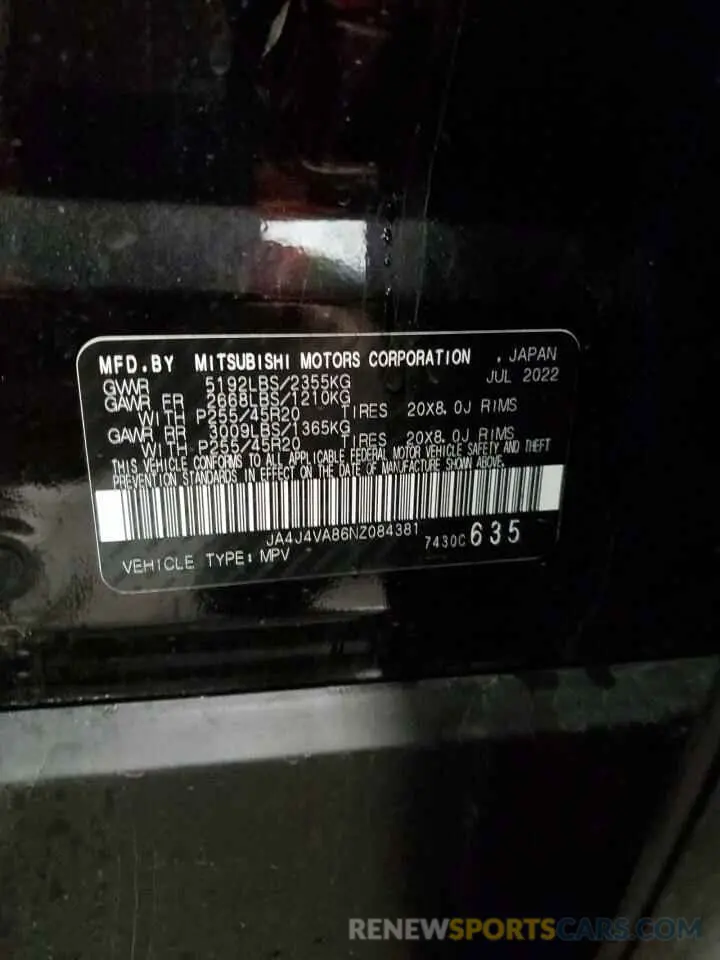 MFD.BY MITSUBISHI MOTORS CORPORATION , JAPAN
GVWR 5192LBS/2355KG JUL 2022
GAWR FR 2668LBS/1210KG
WITH P255/45R20 TIRES 20X8.0J RIMS
GAWR RR 3009LBS/1365KG
WITH P255/45R20 TIRES 20X8.0J RIMS
THIS VEHICLE CONFORMS TO ALL APPLICABLE FEDERAL MOTOR VEHICLE SAFETY AND THEFT
PREVENTION STANDARDS IN EFFECT ON THE DATE OF MANUFACTURE SHOWN ABOVE.
JA4J4VA86NZ084381 7430C 635
VEHICLE TYPE: MPV
RENEWSPORTSCARS.COM